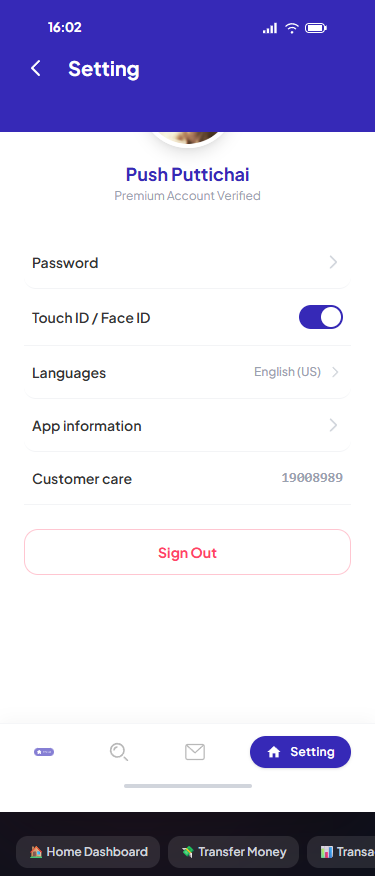 16:02
Setting
Push Puttichai
Premium Account Verified
Password
Touch ID / Face ID
Languages
English (US)
App information
Customer care
19008989
Sign Out
Setting
🏠 Home Dashboard
💸 Transfer Money
📊 Transa